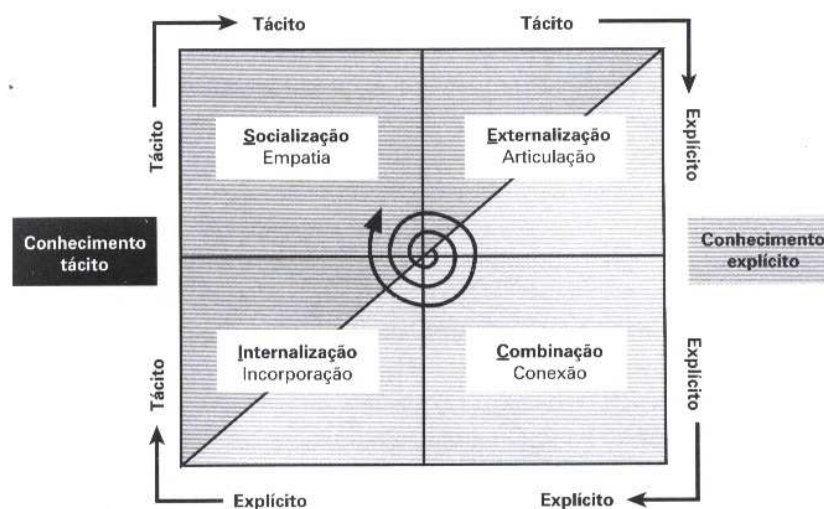 Tácito
Tácito
Tácito
Explícito
Socialização
Empatia
Externalização
Articulação
Conhecimento
tácito
Conhecimento
explícito
Internalização
Incorporação
Combinação
Conexão
Tácito
Explícito
Explícito
Explícito